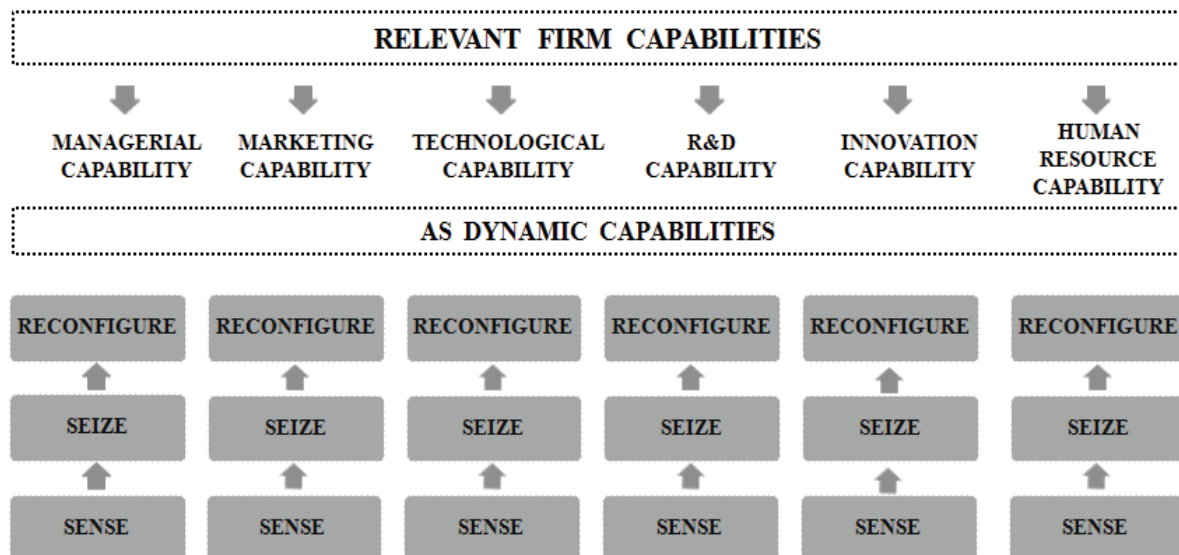 RELEVANT FIRM CAPABILITIES
MANAGERIAL
CAPABILITY
MARKETING
CAPABILITY
TECHNOLOGICAL
CAPABILITY
R&D
CAPABILITY
INNOVATION
CAPABILITY
HUMAN
RESOURCE
CAPABILITY
AS DYNAMIC CAPABILITIES
RECONFIGURE
RECONFIGURE
RECONFIGURE
RECONFIGURE
RECONFIGURE
RECONFIGURE
SEIZE
SEIZE
SEIZE
SEIZE
SEIZE
SEIZE
SENSE
SENSE
SENSE
SENSE
SENSE
SENSE